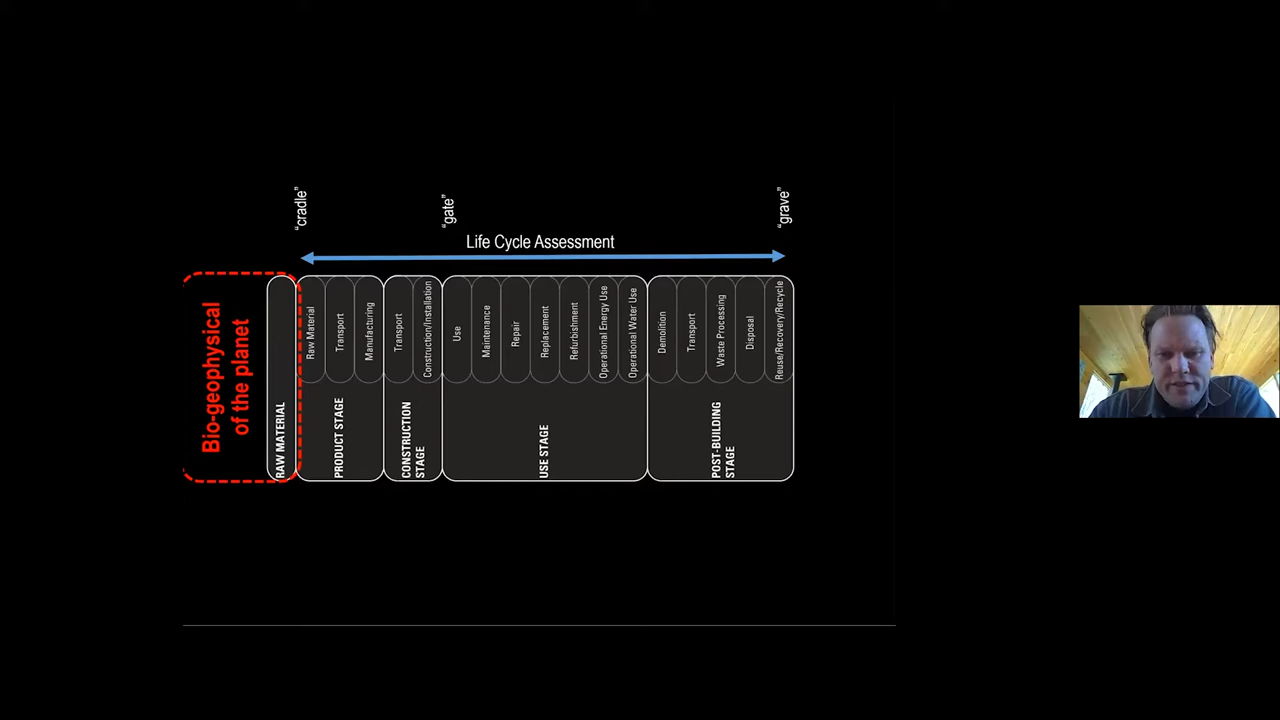 “cradle”
“gate”
“grave”
Life Cycle Assessment
Bio-geophysical
of the planet
RAW MATERIAL
Raw Material
Transport
Manufacturing
PRODUCT STAGE
Transport
Construction/Installation
CONSTRUCTION
STAGE
Use
Maintenance
Repair
Replacement
Refurbishment
Operational Energy Use
Operational Water Use
USE STAGE
Demolition
Transport
Waste Processing
Disposal
Reuse/Recovery/Recycle
POST-BUILDING
STAGE